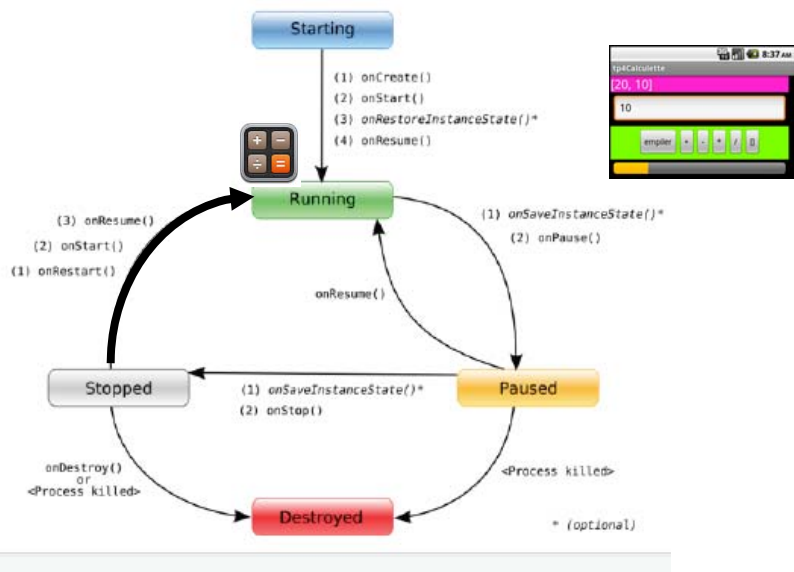 Starting
(1) onCreate()
(2) onStart()
(3) onRestoreInstanceState()*
(4) onResume()
8:37 AM
tp4Calculette
[20, 10]
10
empiler + - * / []
+ −
÷ =
Running
(3) onResume()
(2) onStart()
(1) onRestart()
(1) onSaveInstanceState()*
(2) onPause()
onResume()
Stopped
(1) onSaveInstanceState()*
(2) onStop()
Paused
onDestroy()
or
<Process killed>
<Process killed>
Destroyed
* (optional)